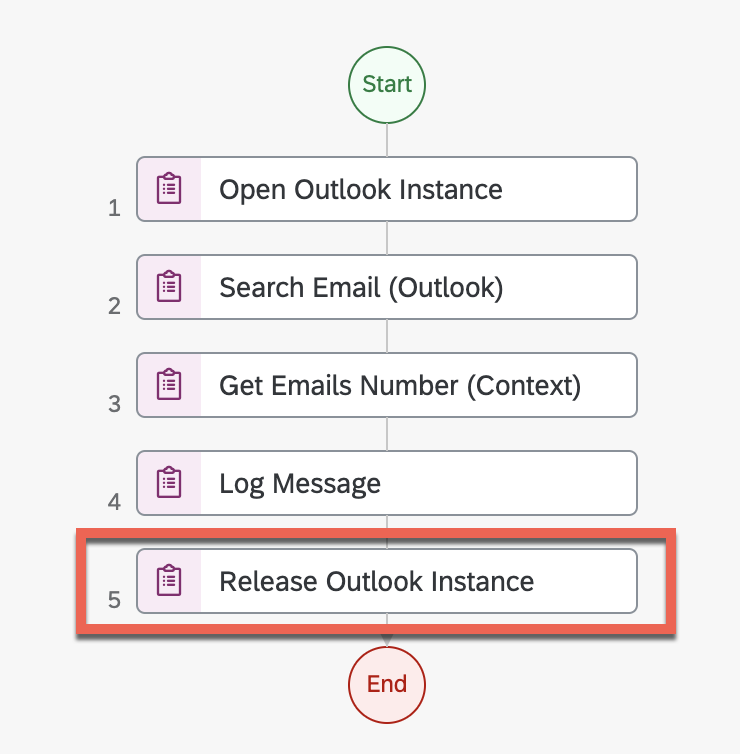 Start
1 Open Outlook Instance
2 Search Email (Outlook)
3 Get Emails Number (Context)
4 Log Message
5 Release Outlook Instance
End